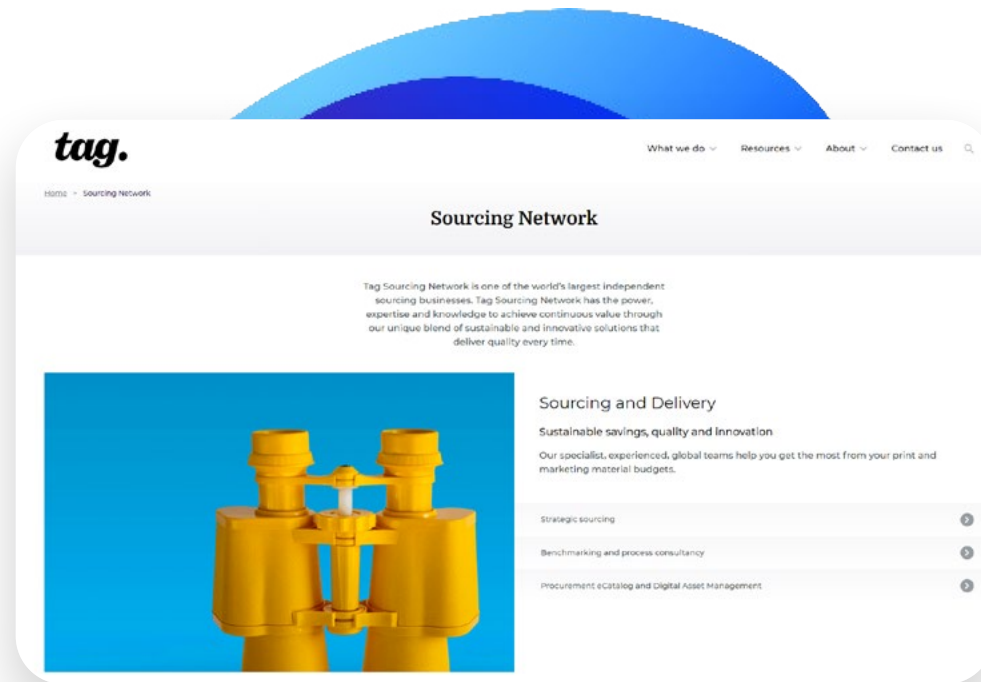 tag.
What we do
Resources
About
Contact us
Home > Sourcing Network
Sourcing Network
Tag Sourcing Network is one of the world's largest independent
sourcing businesses. Tag Sourcing Network has the power,
expertise and knowledge to achieve continuous value through
our unique blend of sustainable and innovative solutions that
deliver quality every time.
Sourcing and Delivery
Sustainable savings, quality and innovation
Our specialist, experienced, global teams help you get the most from your print and
marketing material budgets.
Strategic sourcing
Benchmarking and process consultancy
Procurement eCatalog and Digital Asset Management